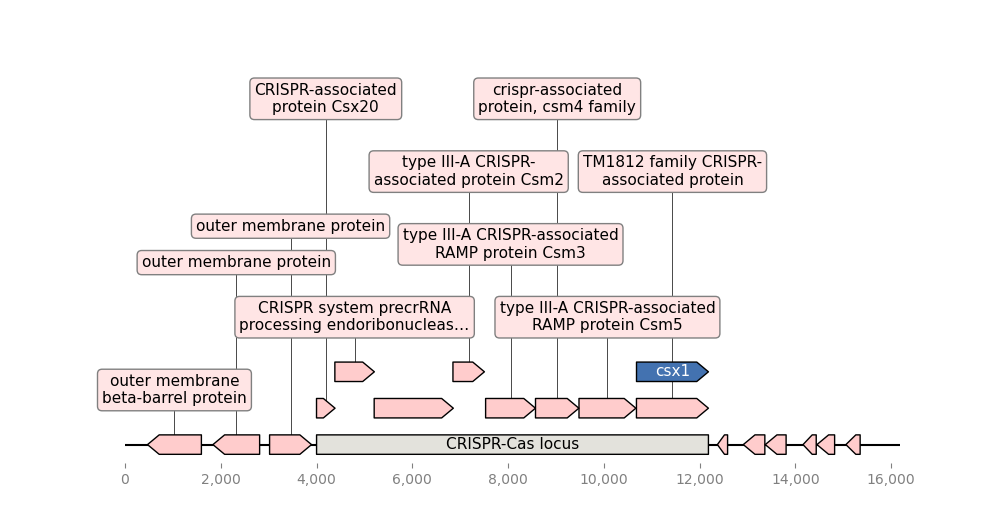 CRISPR-associated
protein Csx20
crispr-associated
protein, csm4 family
type III-A CRISPR-
associated protein Csm2
TM1812 family CRISPR-
associated protein
outer membrane protein
type III-A CRISPR-associated
RAMP protein Csm3
outer membrane protein
CRISPR system precrRNA
processing endoribonucleas…
type III-A CRISPR-associated
RAMP protein Csm5
csx1
outer membrane
beta-barrel protein
CRISPR-Cas locus
0
2,000
4,000
6,000
8,000
10,000
12,000
14,000
16,000